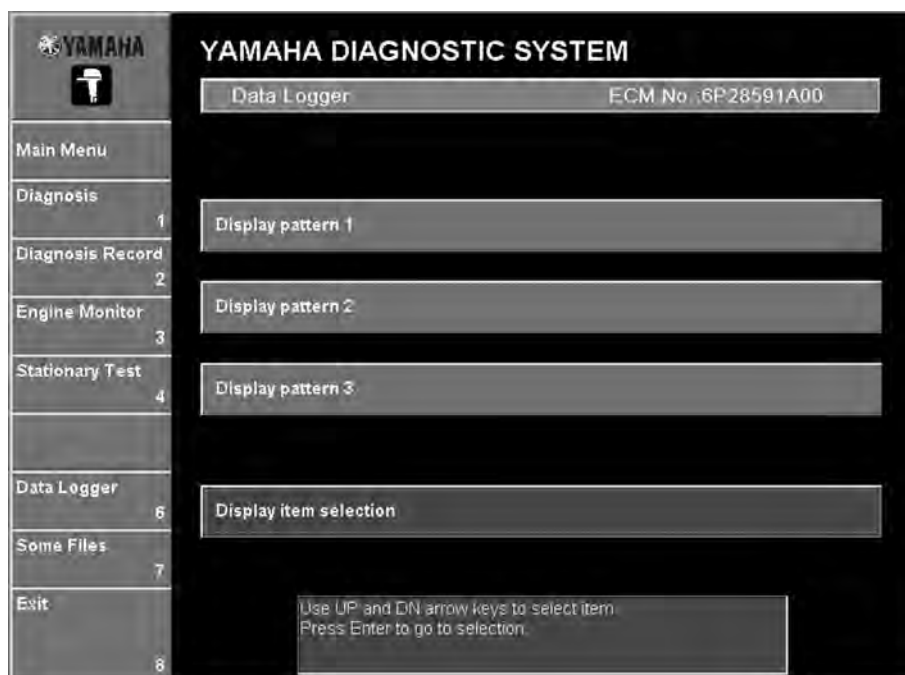 YAMAHA
YAMAHA DIAGNOSTIC SYSTEM
Data Logger ECM No.:6P28591A00
Main Menu
Diagnosis
1
Diagnosis Record
2
Engine Monitor
3
Stationary Test
4
Data Logger
6
Some Files
7
Exit
8
Display pattern 1
Display pattern 2
Display pattern 3
Display item selection
Use UP and DN arrow keys to select item.
Press Enter to go to selection.